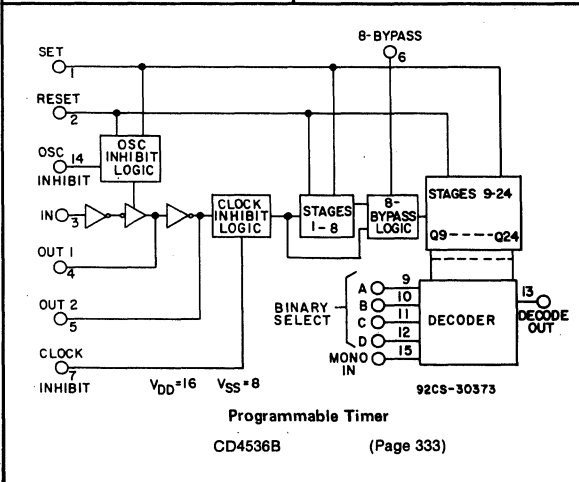 8-BYPASS
6
SET
1
RESET
2
OSC 14
INHIBIT
OSC
INHIBIT
LOGIC
IN 3
CLOCK
INHIBIT
LOGIC
STAGES
1-8
8-
BYPASS
LOGIC
STAGES 9-24
Q9-----Q24
OUT 1
4
OUT 2
5
CLOCK
7
INHIBIT
BINARY
SELECT
A 9
B 10
C 11
D 12
MONO 15
IN
DECODER
13
DECODE
OUT
VDD=16 VSS=8
92CS-30373
Programmable Timer
CD4536B (Page 333)